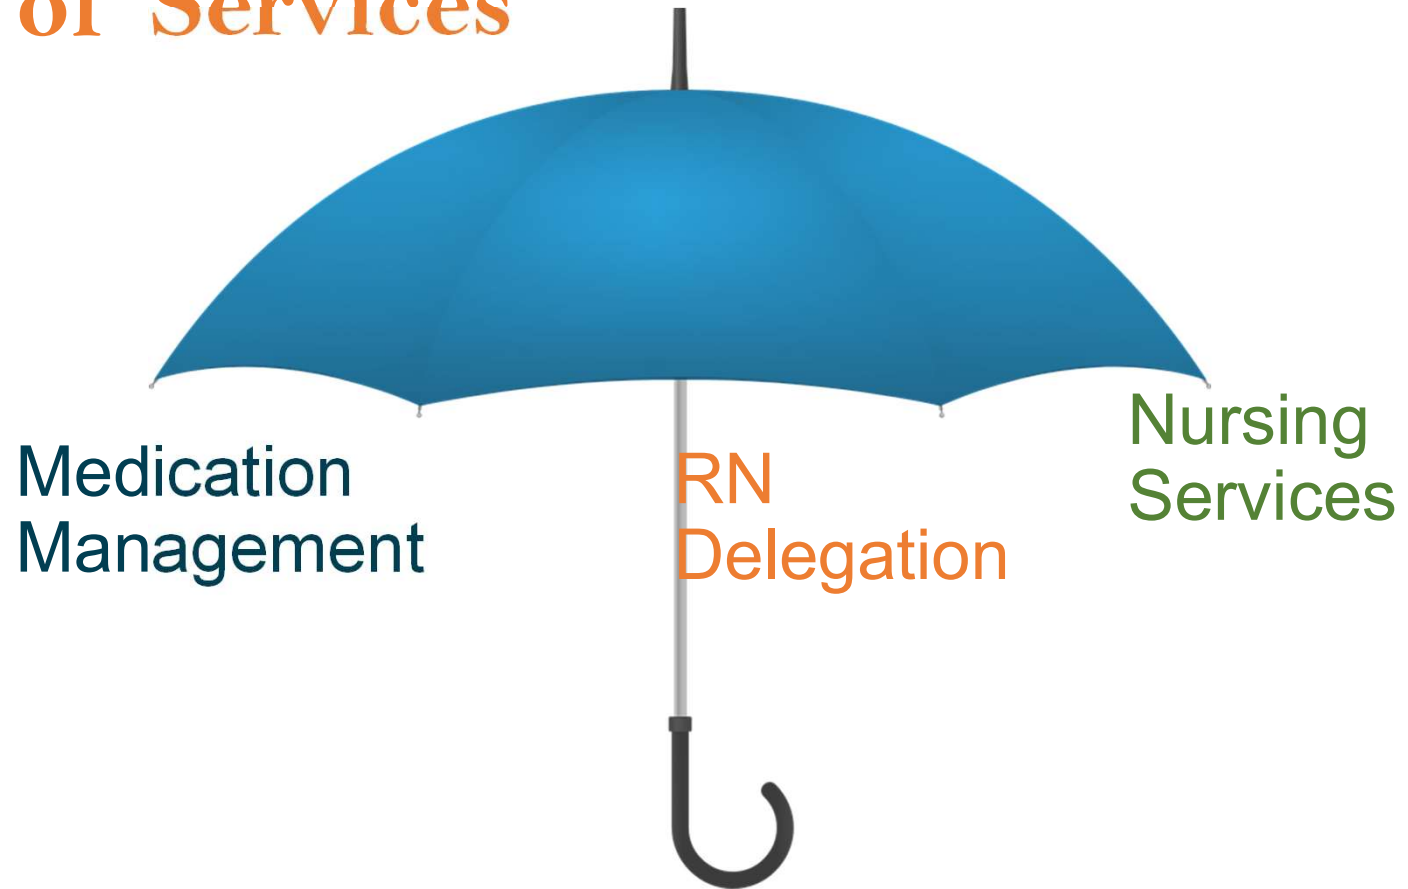 of Services
Medication
Management
RN
Delegation
Nursing
Services